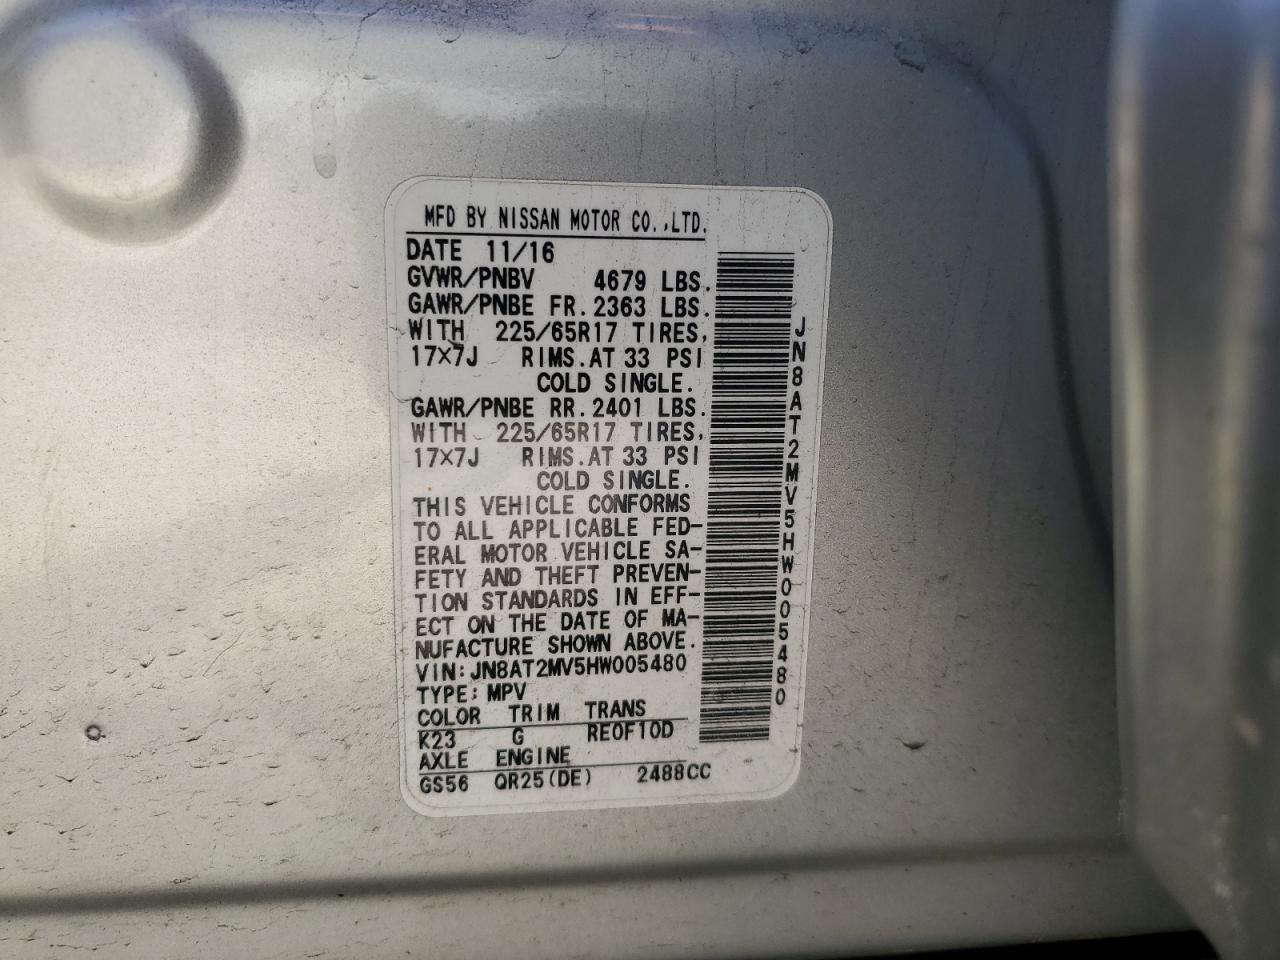 MFD BY NISSAN MOTOR CO.,LTD.
DATE 11/16
GVWR/PNBV 4679 LBS.
GAWR/PNBE FR. 2363 LBS.
WITH 225/65R17 TIRES,
17×7J RIMS. AT 33 PSI
COLD SINGLE.
GAWR/PNBE RR. 2401 LBS.
WITH 225/65R17 TIRES,
17×7J RIMS. AT 33 PSI
COLD SINGLE.
THIS VEHICLE CONFORMS
TO ALL APPLICABLE FED-
ERAL MOTOR VEHICLE SA-
FETY AND THEFT PREVEN-
TION STANDARDS IN EFF-
ECT ON THE DATE OF MA-
NUFACTURE SHOWN ABOVE.
VIN: JN8AT2MV5HW005480
TYPE: MPV
COLOR TRIM TRANS
K23 G RE0F10D
AXLE ENGINE
GS56 QR25(DE) 2488CC
JN8AT2MV5HW005480